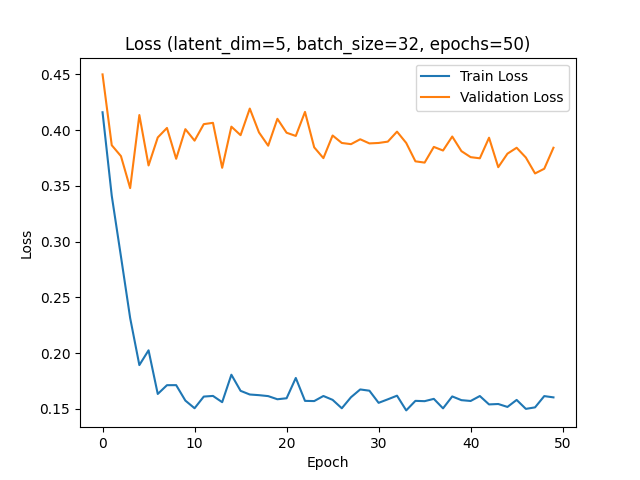 Loss (latent_dim=5, batch_size=32, epochs=50)
Train Loss
Validation Loss
0.45
0.40
0.35
0.30
0.25
0.20
0.15
Loss
0
10
20
30
40
50
Epoch